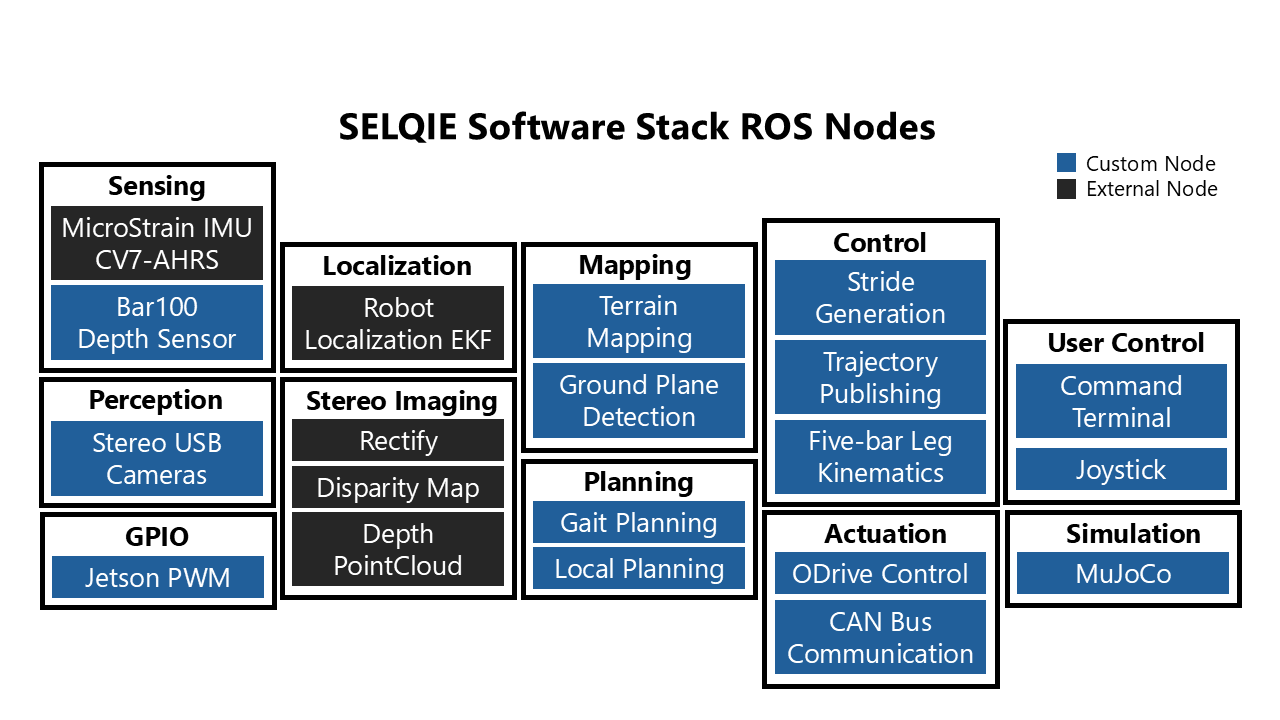 SELQIE Software Stack ROS Nodes
Custom Node
External Node
Sensing
MicroStrain IMU
CV7-AHRS
Bar100
Depth Sensor
Perception
Stereo USB
Cameras
GPIO
Jetson PWM
Localization
Robot
Localization EKF
Stereo Imaging
Rectify
Disparity Map
Depth
PointCloud
Mapping
Terrain
Mapping
Ground Plane
Detection
Planning
Gait Planning
Local Planning
Control
Stride
Generation
Trajectory
Publishing
Five-bar Leg
Kinematics
Actuation
ODrive Control
CAN Bus
Communication
User Control
Command
Terminal
Joystick
Simulation
MuJoCo